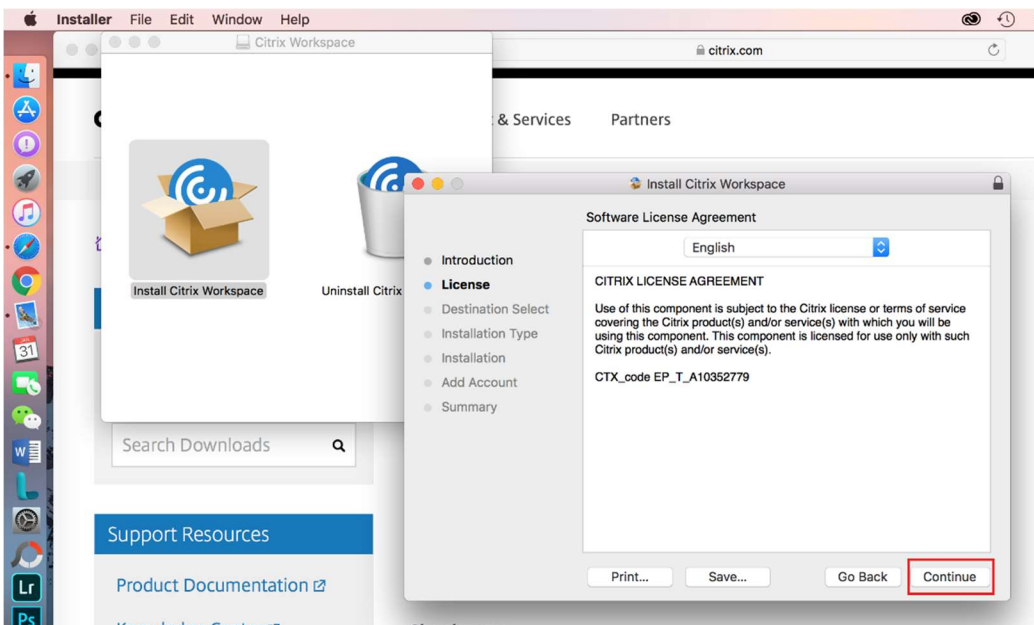 Installer File Edit Window Help
Citrix Workspace
citrix.com
& Services Partners
Install Citrix Workspace
Uninstall Citrix
Install Citrix Workspace
Software License Agreement
Introduction
License
Destination Select
Installation Type
Installation
Add Account
Summary
English
CITRIX LICENSE AGREEMENT
Use of this component is subject to the Citrix license or terms of service
covering the Citrix product(s) and/or service(s) with which you will be
using this component. This component is licensed for use only with such
Citrix product(s) and/or service(s).
CTX_code EP_T_A10352779
Print... Save... Go Back Continue
Search Downloads
Support Resources
Product Documentation
31
W
Lr
Ps